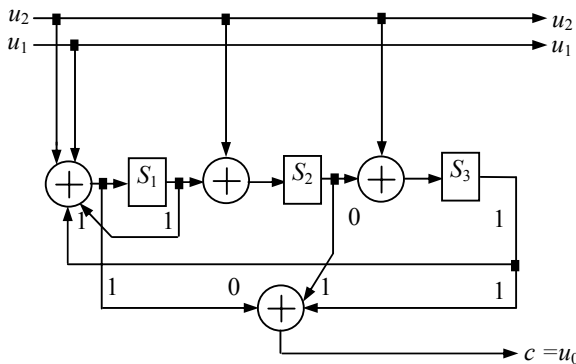 u₂ u₂
u₁ u₁
S₁ S₂ S₃
1 1 0 1
1 0 1 1
c =u₀